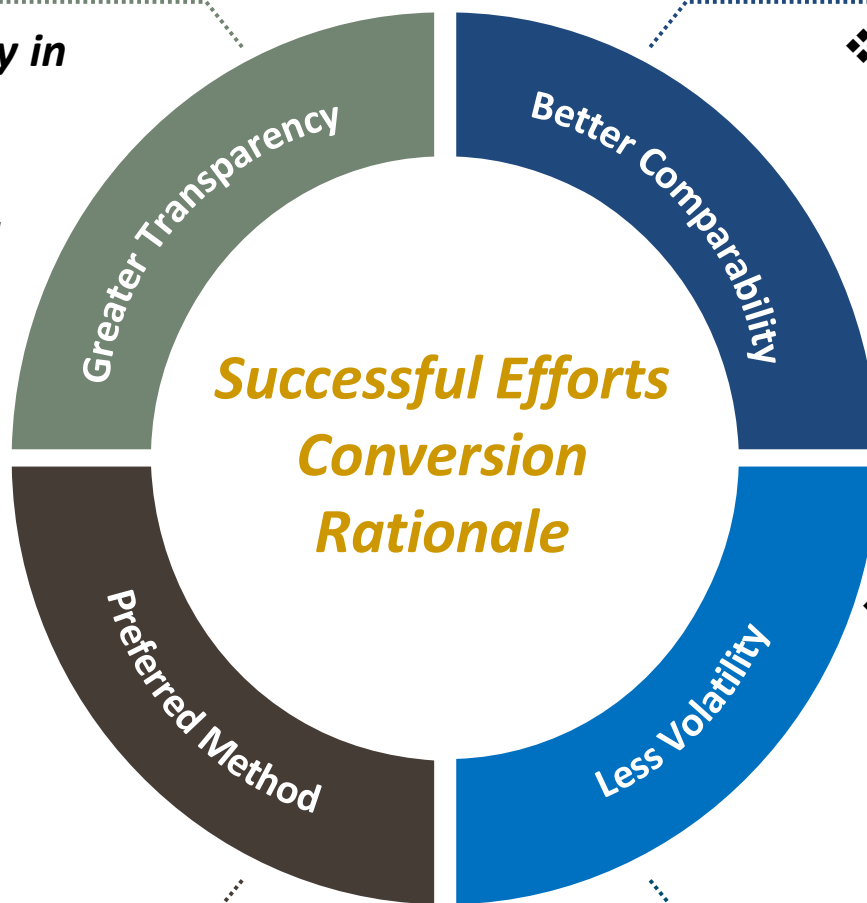 y in
Greater Transparency
Better Comparability
Successful Efforts
Conversion
Rationale
Preferred Method
Less Volatility